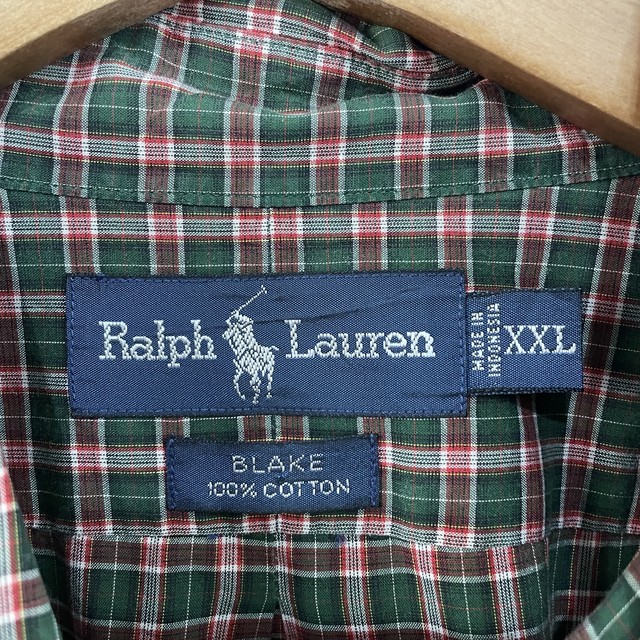 Ralph Lauren
MADE IN
INDONESIA
XXL
BLAKE
100% COTTON